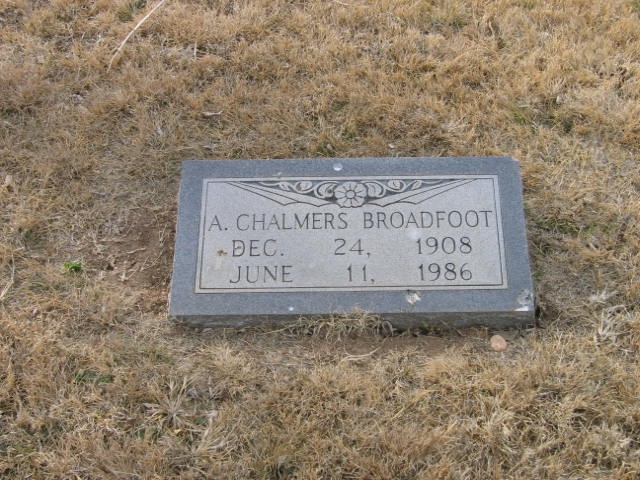 A. CHALMERS BROADFOOT
DEC. 24, 1908
JUNE 11, 1986